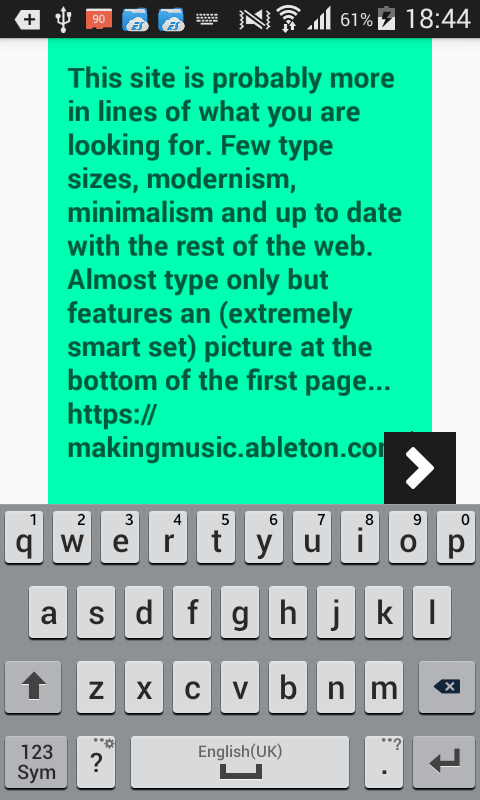 90
61%
18:44
This site is probably more
in lines of what you are
looking for. Few type
sizes, modernism,
minimalism and up to date
with the rest of the web.
Almost type only but
features an (extremely
smart set) picture at the
bottom of the first page...
https://
makingmusic.ableton.com
1 2 3 4 5 6 7 8 9 0
q w e r t y u i o p
a s d f g h j k l
z x c v b n m
123
Sym
?
English(UK)
.
?